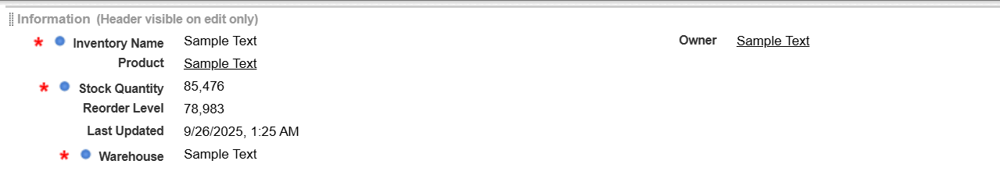 Information (Header visible on edit only)
* Inventory Name Sample Text Owner Sample Text
Product Sample Text
* Stock Quantity 85,476
Reorder Level 78,983
Last Updated 9/26/2025, 1:25 AM
* Warehouse Sample Text